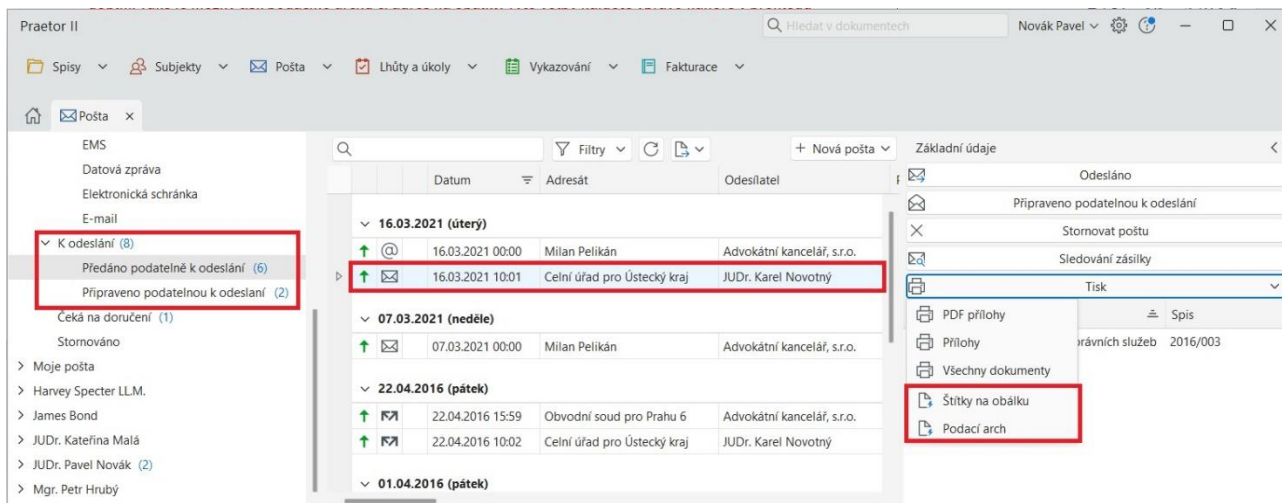 Praetor II
Hledat v dokumentech
Novák Pavel
Spisy
Subjekty
Pošta
Lhůty a úkoly
Vykazování
Fakturace
Pošta
EMS
Datová zpráva
Elektronická schránka
E-mail
K odeslání (8)
Předáno podatelně k odeslání (6)
Připraveno podatelnou k odeslaní (2)
Čeká na doručení (1)
Stornováno
Moje pošta
Harvey Specter LL.M.
James Bond
JUDr. Kateřina Malá
JUDr. Pavel Novák (2)
Mgr. Petr Hrubý
Filtry
+ Nová pošta
Datum Adresát Odesílatel
16.03.2021 (úterý)
16.03.2021 00:00 Milan Pelikán Advokátní kancelář, s.r.o.
16.03.2021 10:01 Celní úřad pro Ústecký kraj JUDr. Karel Novotný
07.03.2021 (neděle)
07.03.2021 00:00 Milan Pelikán Advokátní kancelář, s.r.o.
22.04.2016 (pátek)
22.04.2016 15:59 Obvodní soud pro Prahu 6 Advokátní kancelář, s.r.o.
22.04.2016 10:02 Celní úřad pro Ústecký kraj JUDr. Karel Novotný
01.04.2016 (pátek)
Základní údaje
Odesláno
Připraveno podatelnou k odeslání
Stornovat poštu
Sledování zásilky
Tisk
PDF přílohy
Přílohy
Všechny dokumenty
Štítky na obálku
Podací arch
Spis
právních služeb 2016/003